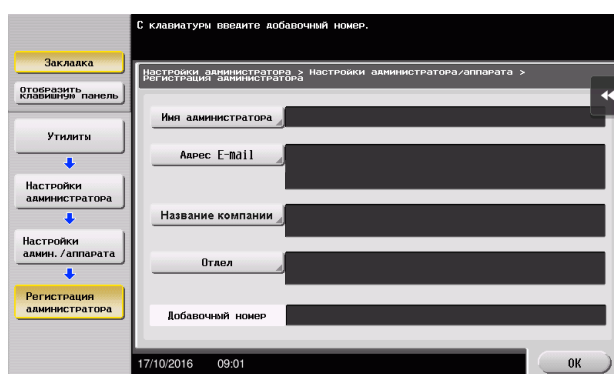 С клавиатуры введите добавочный номер.
Закладка
Отобразить
клавишную панель
Утилиты
Настройки
администратора
Настройки
админ./аппарата
Регистрация
администратора
Настройки администратора > Настройки администратора/аппарата >
Регистрация администратора
Имя администратора
Адрес E-mail
Название компании
Отдел
Добавочный номер
17/10/2016 09:01
OK